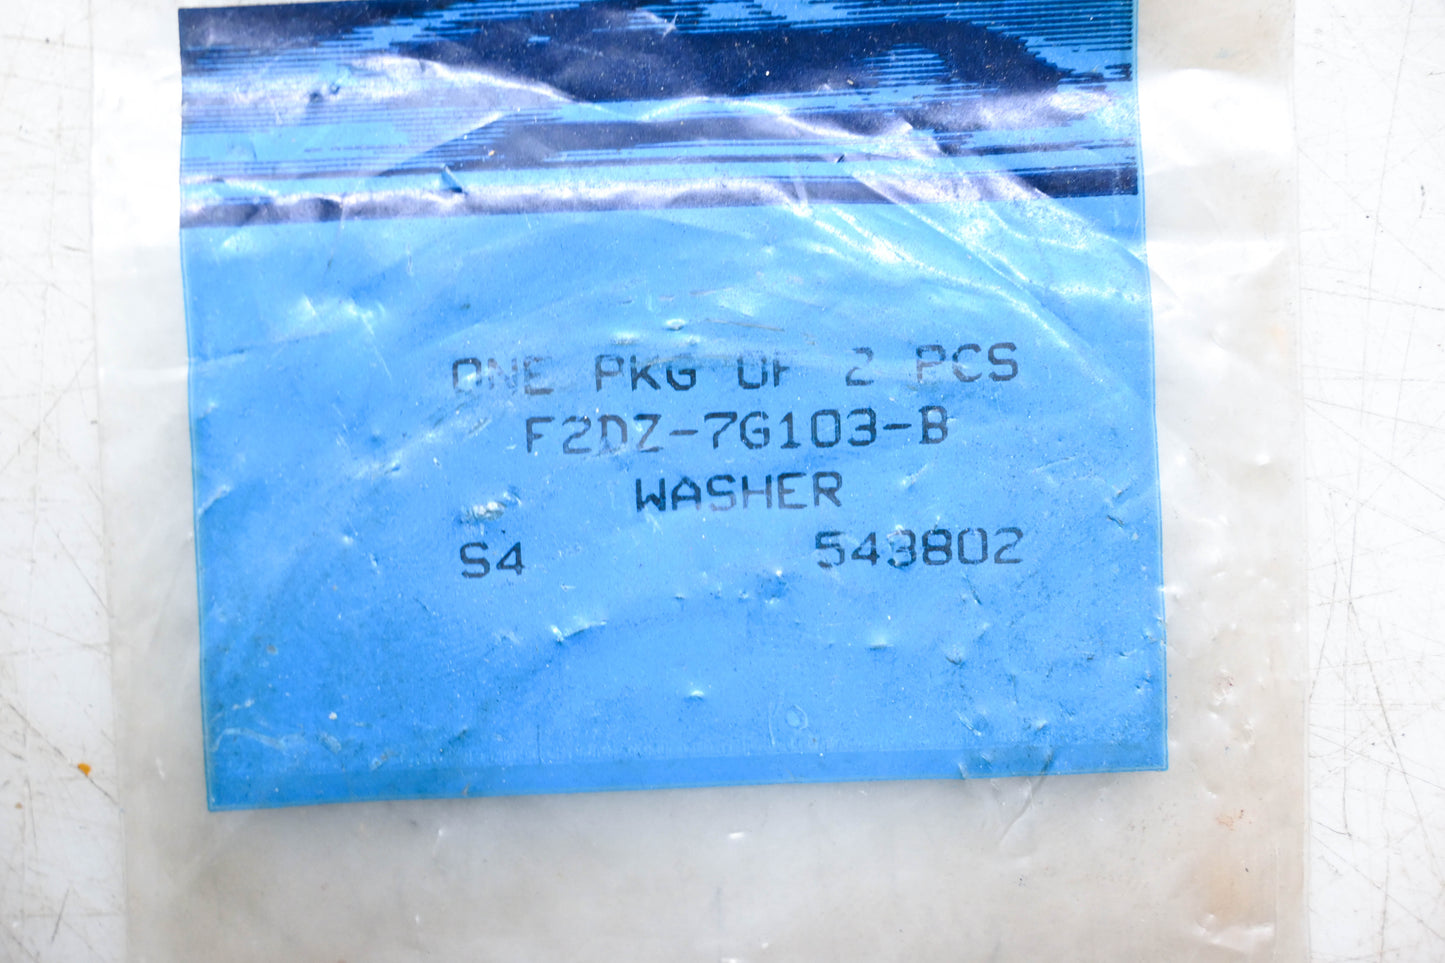 ONE PKG OF 2 PCS
F2DZ-7G103-B
WASHER
S4 543802